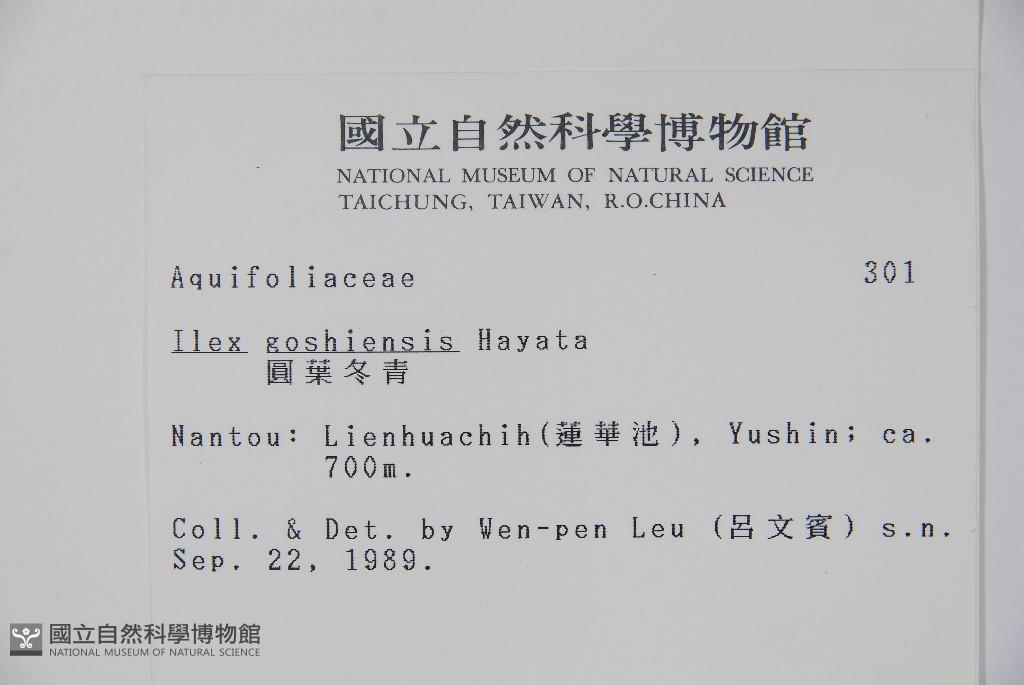 國立自然科學博物館
NATIONAL MUSEUM OF NATURAL SCIENCE
TAICHUNG, TAIWAN, R.O.CHINA
Aquifoliaceae 301
Ilex goshiensis Hayata
圓葉冬青
Nantou: Lienhuachih(蓮華池), Yushin; ca.
700m.
Coll. & Det. by Wen-pen Leu (呂文賓) s.n.
Sep. 22, 1989.
國立自然科學博物館
NATIONAL MUSEUM OF NATURAL SCIENCE